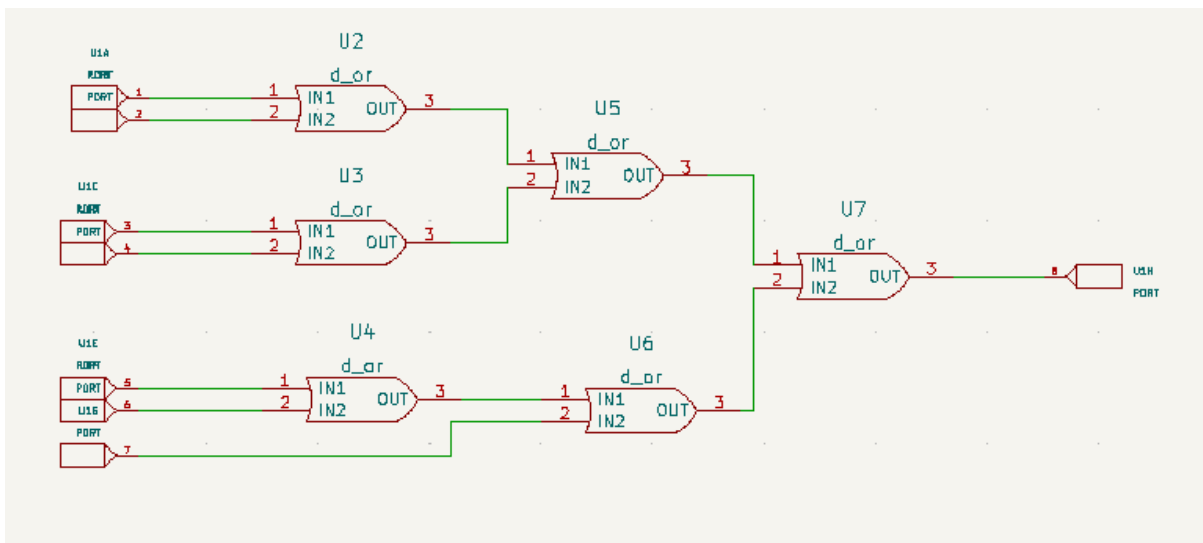 U2
U1A
d_or
PORT
PORT 1 1 IN1 OUT 3
2 2 IN2
U5
d_or
1 IN1 OUT 3
2 IN2
U3
U1C
d_or
PORT 3 1 IN1 OUT 3
4 2 IN2
U7
d_or
1 IN1 OUT 3 8 U1H
2 IN2 PORT
U4
U1E
d_or
PORT 5 1 IN1 OUT 3
U1G 6 2 IN2
PORT
7
U6
d_or
1 IN1 OUT 3
2 IN2